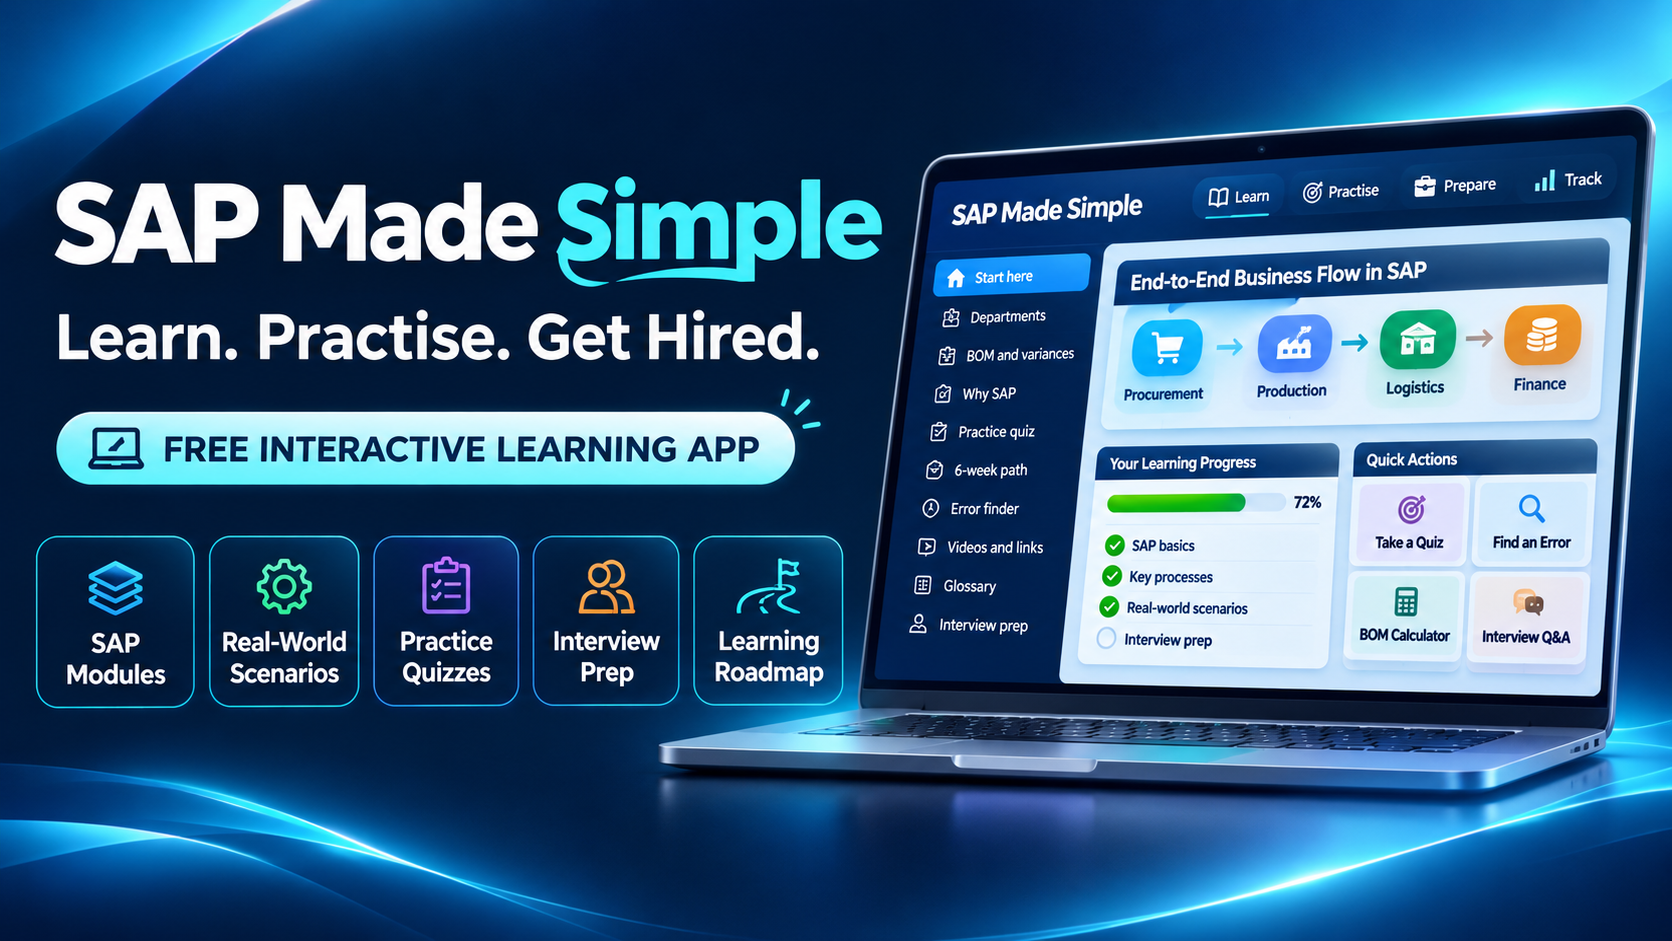 SAP Made Simple
Learn. Practise. Get Hired.
FREE INTERACTIVE LEARNING APP
SAP
Modules
Real-World
Scenarios
Practice
Quizzes
Interview
Prep
Learning
Roadmap
SAP Made Simple
Learn
Practise
Prepare
Track
Start here
Departments
BOM and variances
Why SAP
Practice quiz
6-week path
Error finder
Videos and links
Glossary
Interview prep
End-to-End Business Flow in SAP
Procurement
Production
Logistics
Finance
Your Learning Progress
72%
SAP basics
Key processes
Real-world scenarios
Interview prep
Quick Actions
Take a Quiz
Find an Error
BOM Calculator
Interview Q&A